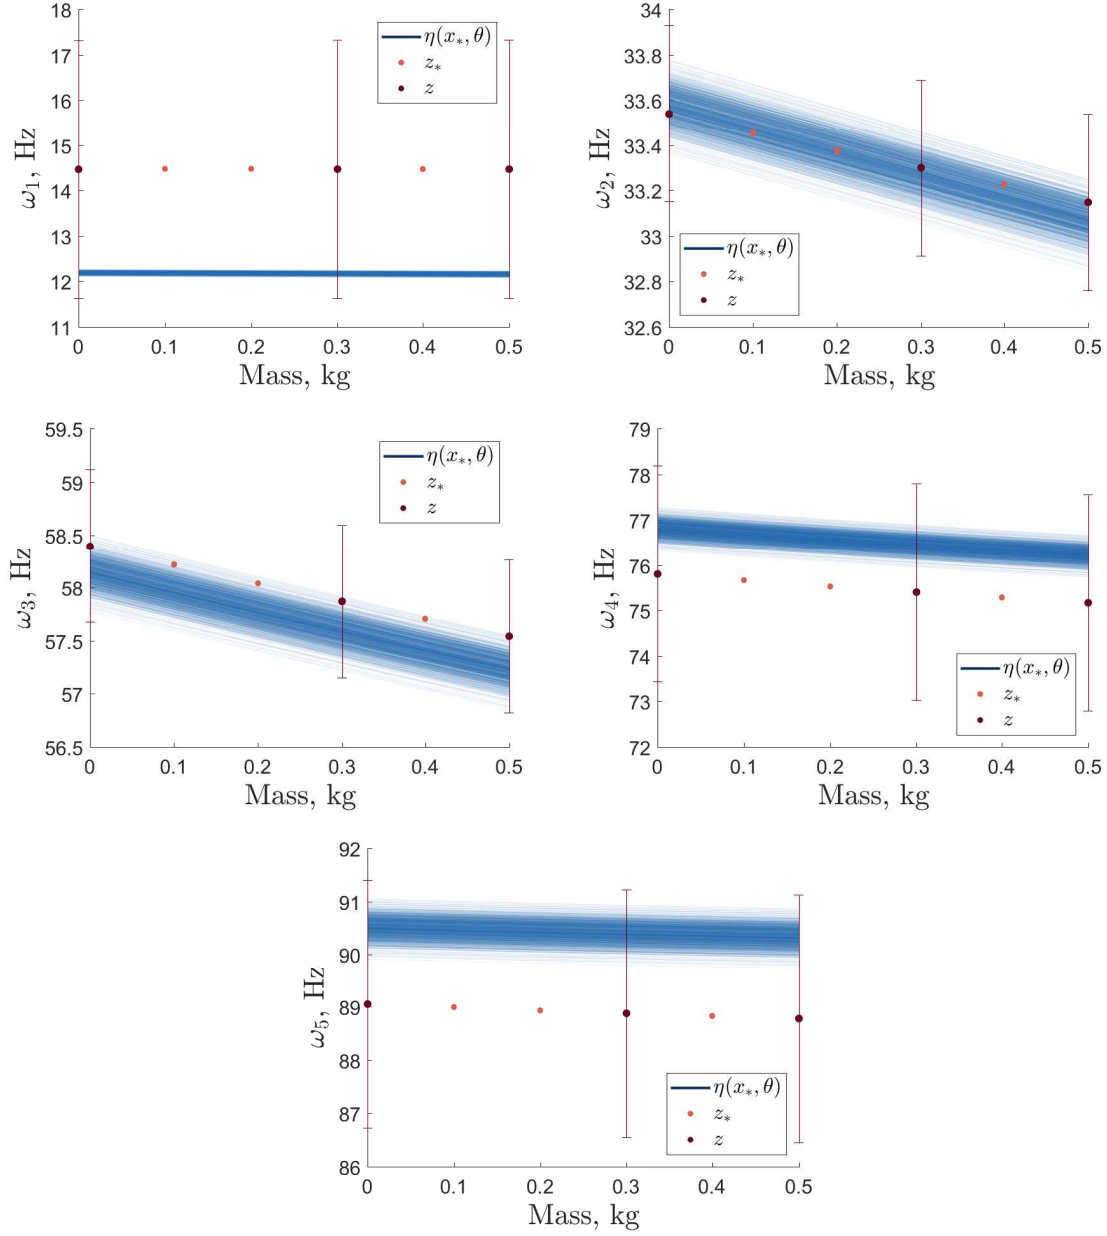 18
17
16
15
14
13
12
11
ω₁, Hz
η(x*, θ)
z*
z
0 0.1 0.2 0.3 0.4 0.5
Mass, kg
34
33.8
33.6
33.4
33.2
33
32.8
32.6
ω₂, Hz
η(x*, θ)
z*
z
0 0.1 0.2 0.3 0.4 0.5
Mass, kg
59.5
59
58.5
58
57.5
57
56.5
ω₃, Hz
η(x*, θ)
z*
z
0 0.1 0.2 0.3 0.4 0.5
Mass, kg
79
78
77
76
75
74
73
72
ω₄, Hz
η(x*, θ)
z*
z
0 0.1 0.2 0.3 0.4 0.5
Mass, kg
92
91
90
89
88
87
86
ω₅, Hz
η(x*, θ)
z*
z
0 0.1 0.2 0.3 0.4 0.5
Mass, kg